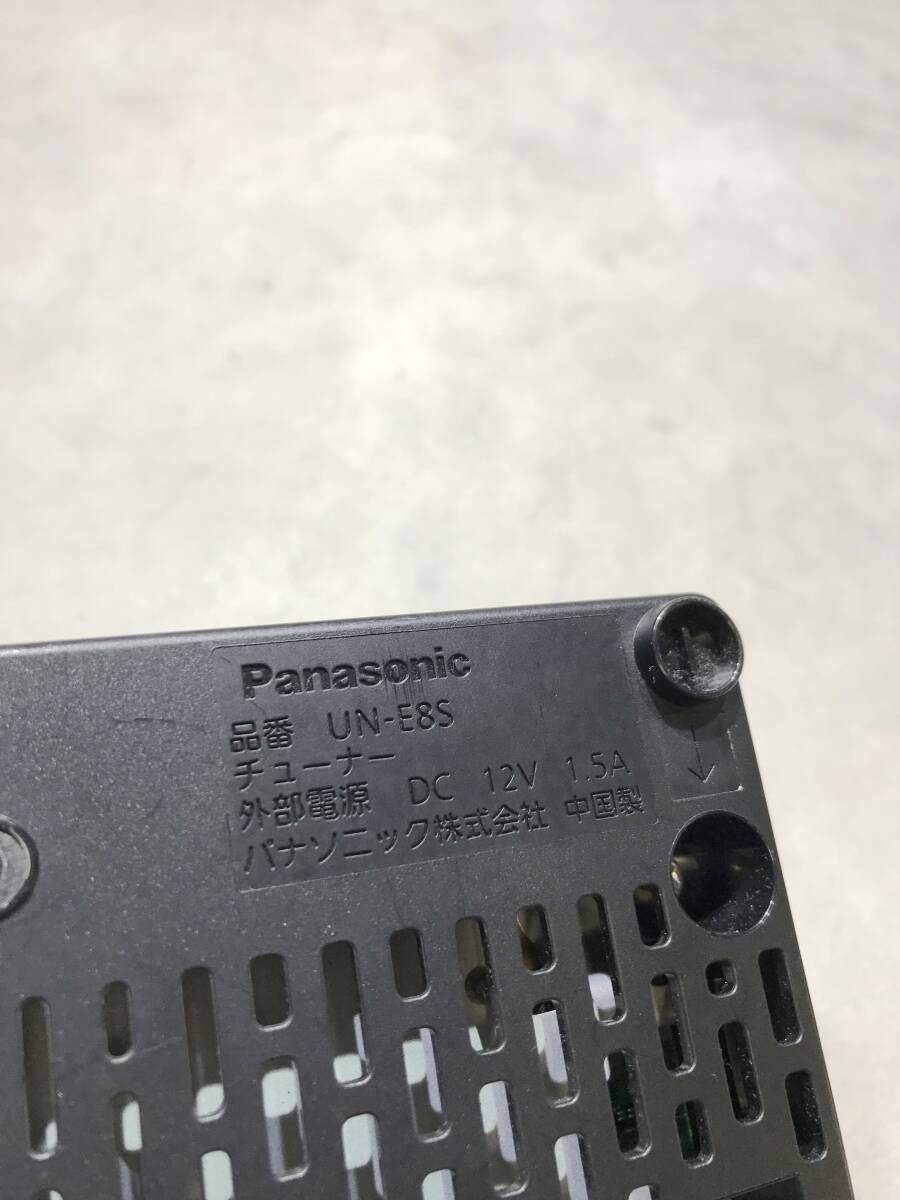 Panasonic
品番 UN-E8S
チューナー
外部電源 DC 12V 1.5A
パナソニック株式会社 中国製